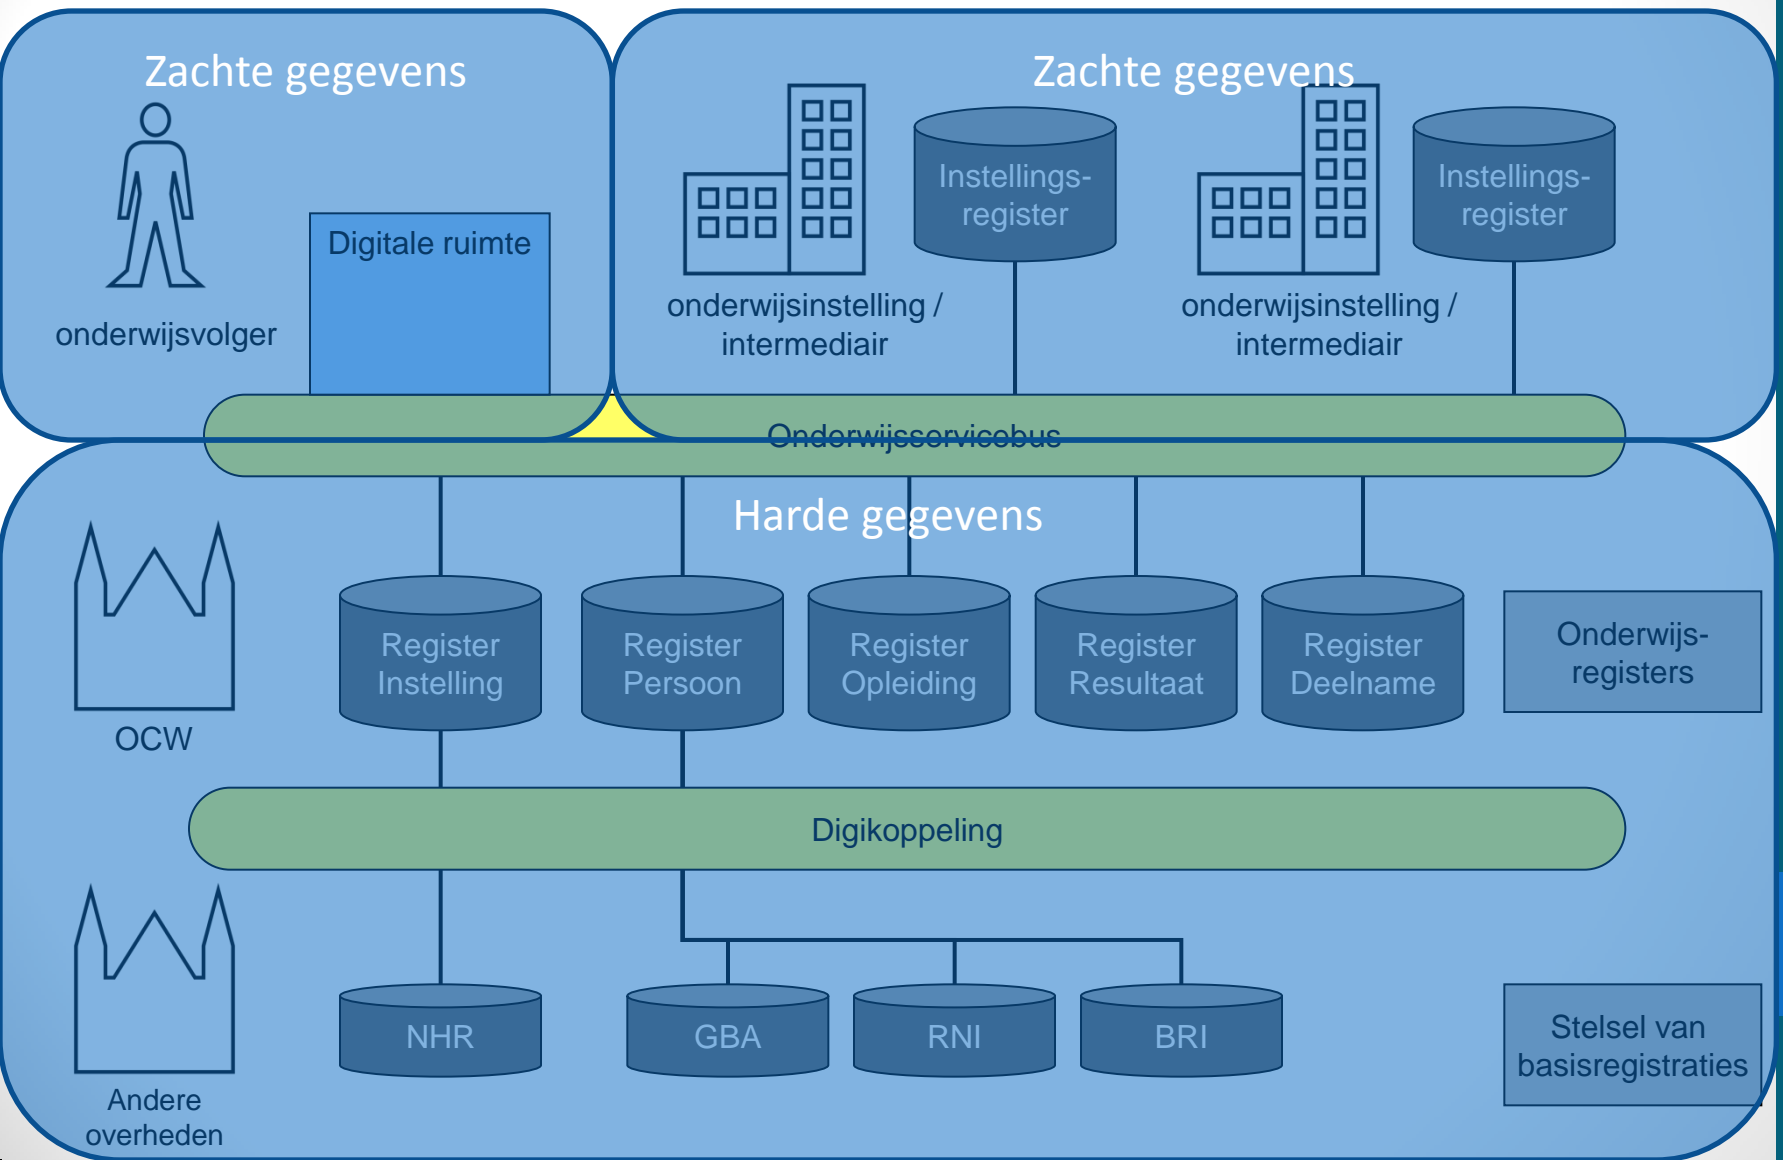 Zachte gegevens
onderwijsvolger
Digitale ruimte
Zachte gegevens
onderwijsinstelling /
intermediair
Instellings-
register
onderwijsinstelling /
intermediair
Instellings-
register
Onderwijsservicebus
Harde gegevens
OCW
Register
Instelling
Register
Persoon
Register
Opleiding
Register
Resultaat
Register
Deelname
Onderwijs-
registers
Digikoppeling
Andere
overheden
NHR
GBA
RNI
BRI
Stelsel van
basisregistraties